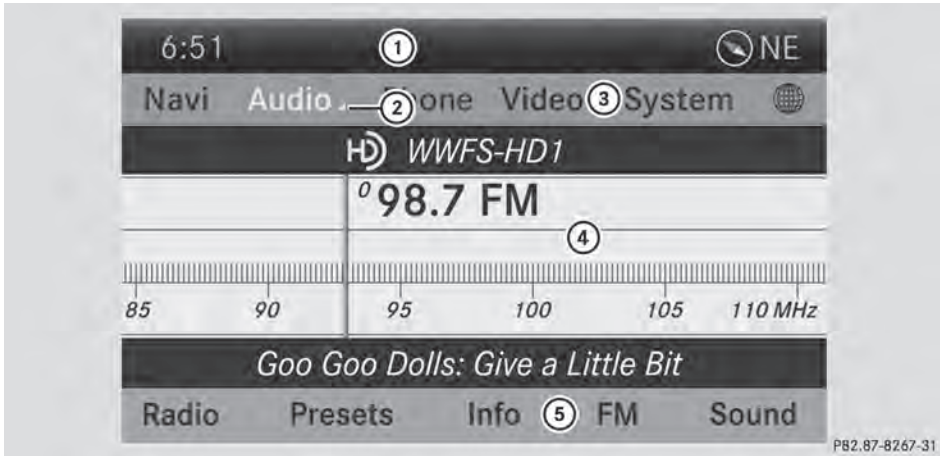 6:51 1 NE
Navi Audio 2 Phone Video 3 System
HD WWFS-HD1
0 98.7 FM
4
85 90 95 100 105 110 MHz
Goo Goo Dolls: Give a Little Bit
Radio Presets Info 5 FM Sound
P82.87-8267-31